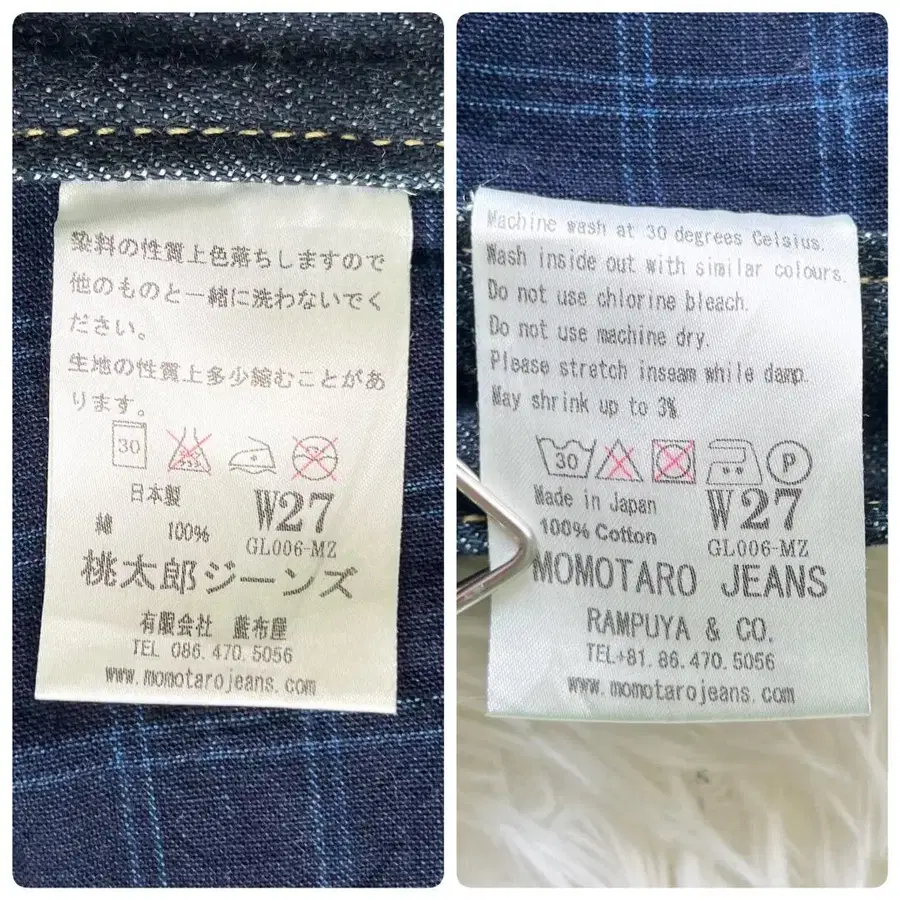 染料の性質上色落ちしますので
他のものと一緒に洗わないでく
ださい。
生地の性質上多少縮むことがあ
ります。
30
日本製
綿 100%
W27
GL006-MZ
桃太郎ジーンズ
有限会社 藍布屋
TEL 086.470.5056
www.momotarojeans.com
Machine wash at 30 degrees Celsius.
Wash inside out with similar colours.
Do not use chlorine bleach.
Do not use machine dry.
Please stretch inseam while damp.
May shrink up to 3%
30 P
Made in Japan
100% Cotton
W27
GL006-MZ
MOMOTARO JEANS
RAMPUYA & CO.
TEL+81.86.470.5056
www.momotarojeans.com